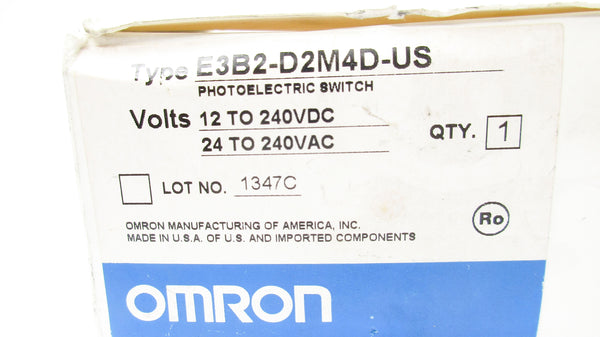 Type E3B2-D2M4D-US
PHOTOELECTRIC SWITCH
Volts 12 TO 240VDC
24 TO 240VAC
QTY. 1
LOT NO. 1347C
Ro
OMRON MANUFACTURING OF AMERICA, INC.
MADE IN U.S.A. OF U.S. AND IMPORTED COMPONENTS
OMRON